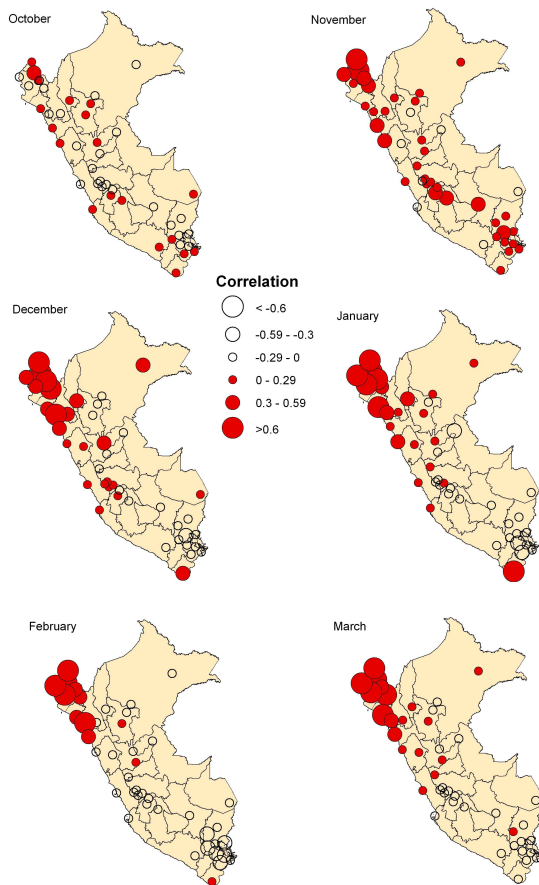 October
November
Correlation
< -0.6
-0.59 - -0.3
-0.29 - 0
0 - 0.29
0.3 - 0.59
>0.6
December
January
February
March